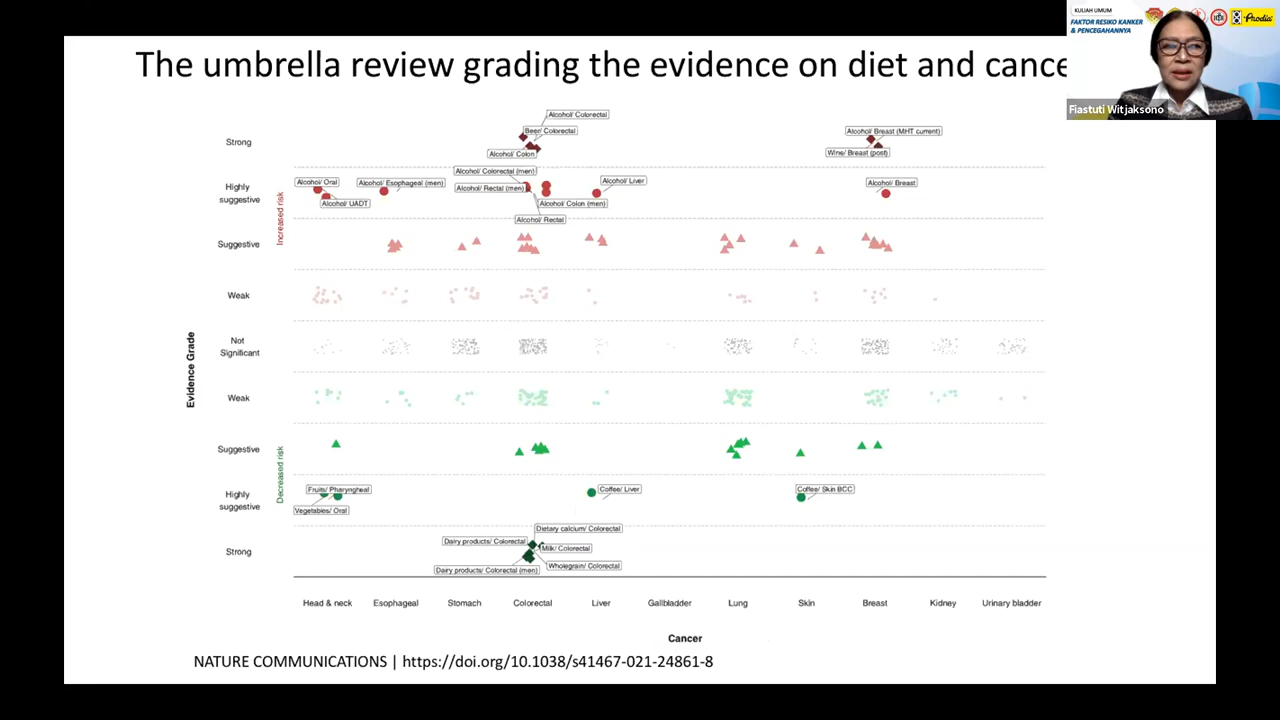 The umbrella review grading the evidence on diet and cance
KULIAH UMUM
FAKTOR RESIKO KANKER
& PENCEGAHANNYA
Prodia
Fiastuti Witjaksono
Strong
Alcohol/ Colorectal
Beer/ Colorectal
Alcohol/ Colon
Alcohol/ Breast (MHT current)
Wine/ Breast (post)
Highly
suggestive
Alcohol/ Oral
Alcohol/ UADT
Alcohol/ Esophageal (men)
Alcohol/ Colorectal (men)
Alcohol/ Rectal (men)
Alcohol/ Colon (men)
Alcohol/ Rectal
Alcohol/ Liver
Alcohol/ Breast
Increased risk
Suggestive
Weak
Not
Significant
Evidence Grade
Weak
Suggestive
Decreased risk
Highly
suggestive
Fruits/ Pharyngheal
Vegetables/ Oral
Coffee/ Liver
Coffee/ Skin BCC
Strong
Dietary calcium/ Colorectal
Dairy products/ Colorectal
Milk/ Colorectal
Wholegrain/ Colorectal
Dairy products/ Colorectal (men)
Head & neck Esophageal Stomach Colorectal Liver Gallbladder Lung Skin Breast Kidney Urinary bladder
Cancer
NATURE COMMUNICATIONS | https://doi.org/10.1038/s41467-021-24861-8